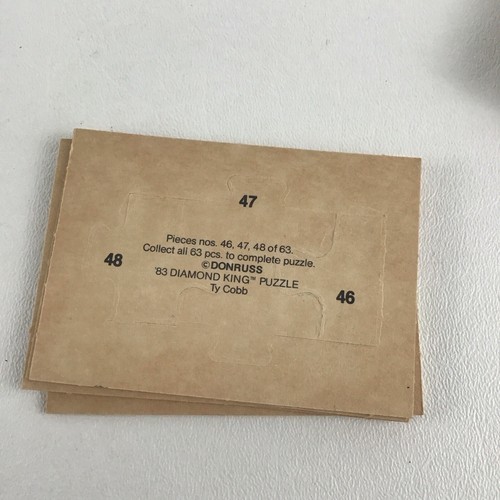 47
Pieces nos. 46, 47, 48 of 63.
Collect all 63 pcs. to complete puzzle.
©DONRUSS
'83 DIAMOND KING™ PUZZLE
Ty Cobb
48
46